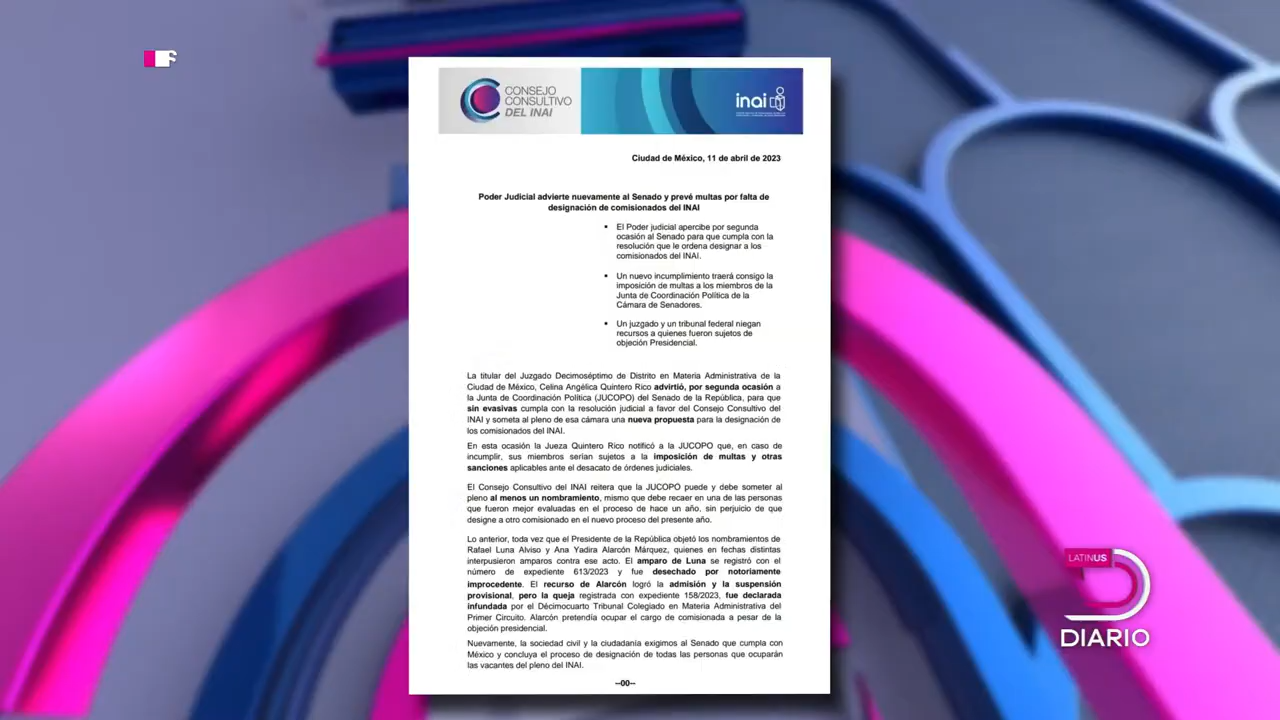 CONSEJO
CONSULTIVO
DEL INAI
inai
Ciudad de México, 11 de abril de 2023
Poder Judicial advierte nuevamente al Senado y prevé multas por falta de
designación de comisionados del INAI
▪ El Poder judicial apercibe por segunda
ocasión al Senado para que cumpla con la
resolución que le ordena designar a los
comisionados del INAI.
▪ Un nuevo incumplimiento traerá consigo la
imposición de multas a los miembros de la
Junta de Coordinación Política de la
Cámara de Senadores.
▪ Un juzgado y un tribunal federal niegan
recursos a quienes fueron sujetos de
objeción Presidencial.
La titular del Juzgado Decimoséptimo de Distrito en Materia Administrativa de la
Ciudad de México, Celina Angélica Quintero Rico advirtió, por segunda ocasión a
la Junta de Coordinación Política (JUCOPO) del Senado de la República, para que
sin evasivas cumpla con la resolución judicial a favor del Consejo Consultivo del
INAI y someta al pleno de esa cámara una nueva propuesta para la designación de
los comisionados del INAI.
En esta ocasión la Jueza Quintero Rico notificó a la JUCOPO que, en caso de
incumplir, sus miembros serían sujetos a la imposición de multas y otras
sanciones aplicables ante el desacato de órdenes judiciales.
El Consejo Consultivo del INAI reitera que la JUCOPO puede y debe someter al
pleno al menos un nombramiento, mismo que debe recaer en una de las personas
que fueron mejor evaluadas en el proceso de hace un año, sin perjuicio de que
designe a otro comisionado en el nuevo proceso del presente año.
Lo anterior, toda vez que el Presidente de la República objetó los nombramientos de
Rafael Luna Alviso y Ana Yadira Alarcón Márquez, quienes en fechas distintas
interpusieron amparos contra ese acto. El amparo de Luna se registró con el
número de expediente 613/2023 y fue desechado por notoriamente
improcedente. El recurso de Alarcón logró la admisión y la suspensión
provisional, pero la queja registrada con expediente 158/2023, fue declarada
infundada por el Décimocuarto Tribunal Colegiado en Materia Administrativa del
Primer Circuito. Alarcón pretendía ocupar el cargo de comisionada a pesar de la
objeción presidencial.
Nuevamente, la sociedad civil y la ciudadanía exigimos al Senado que cumpla con
México y concluya el proceso de designación de todas las personas que ocuparán
las vacantes del pleno del INAI.
--00--
LATINUS
DIARIO